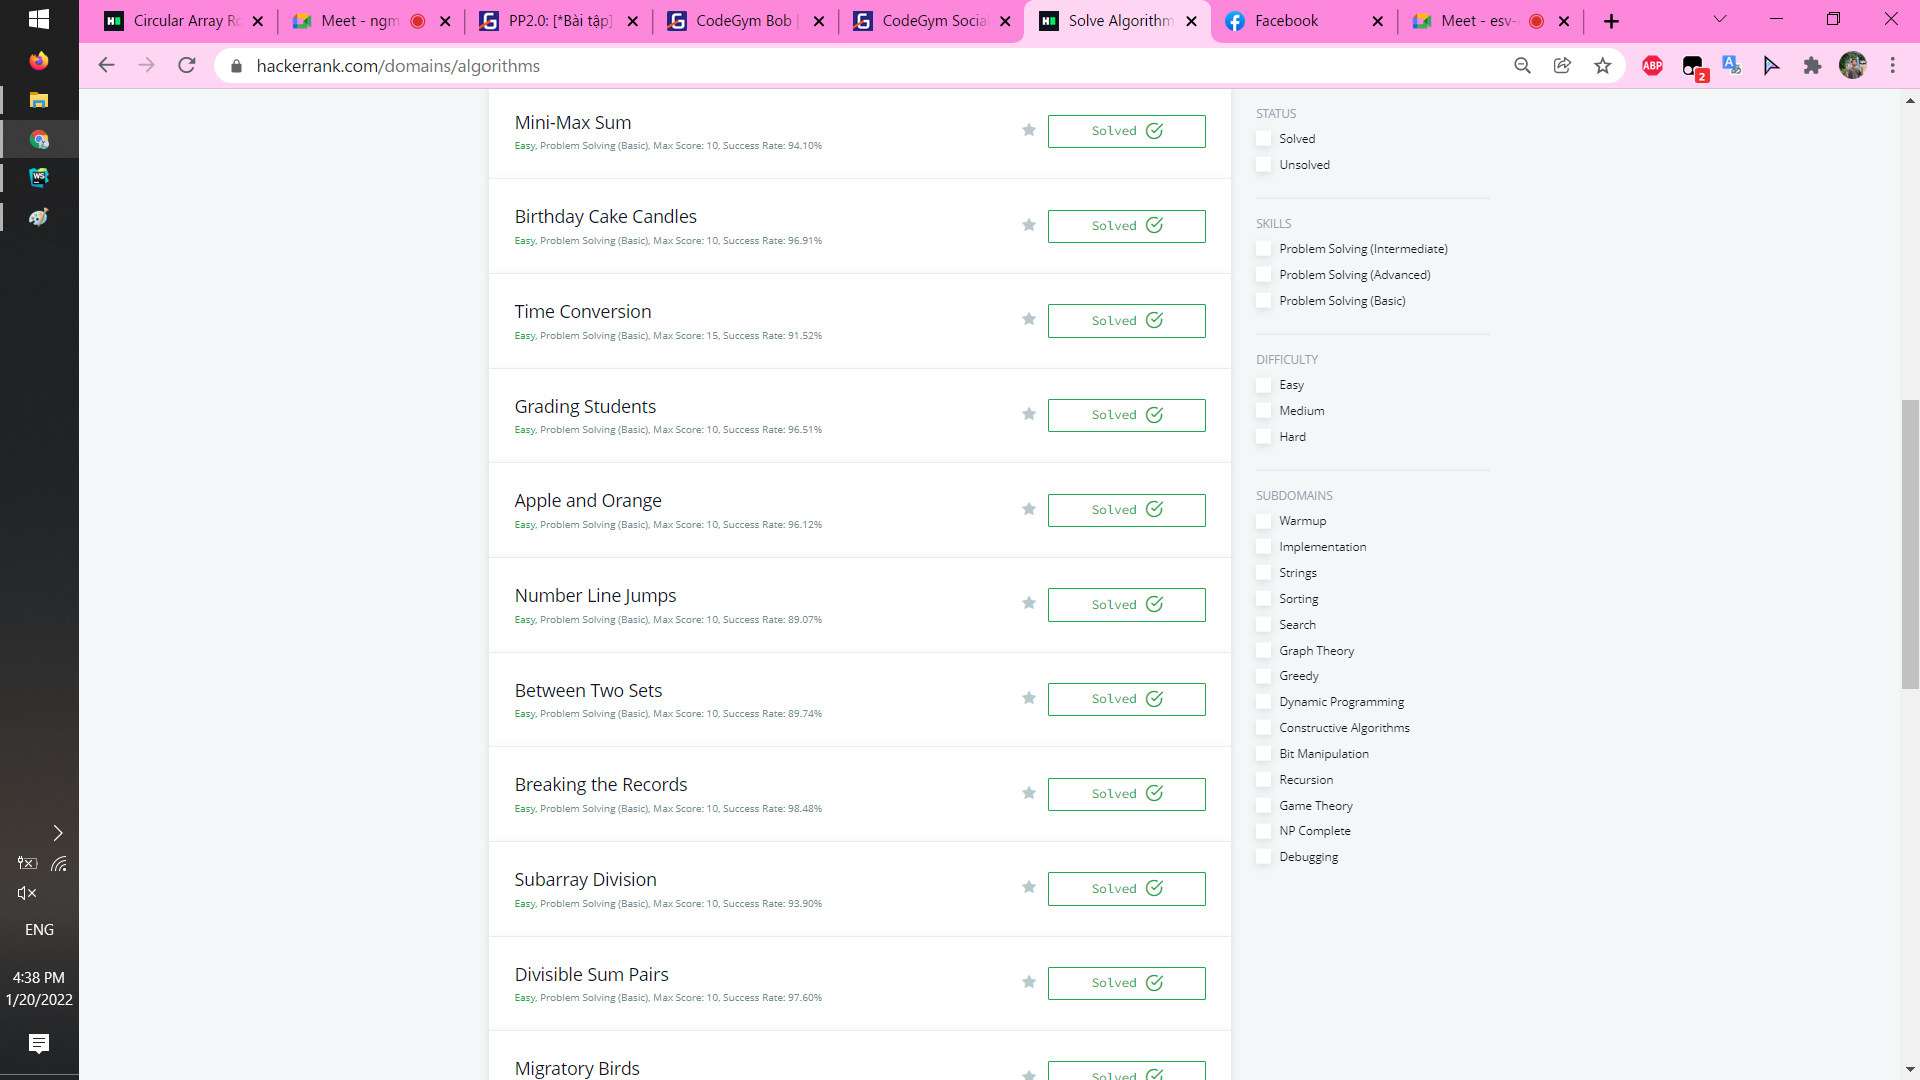 Circular Array Ro
Meet - ngm
PP2.0: [*Bài tập]
CodeGym Bob |
CodeGym Social
Solve Algorithm
Facebook
Meet - esv-
hackerrank.com/domains/algorithms
ABP
2
WS
Mini-Max Sum
Easy, Problem Solving (Basic), Max Score: 10, Success Rate: 94.10%
Solved
Birthday Cake Candles
Easy, Problem Solving (Basic), Max Score: 10, Success Rate: 96.91%
Solved
Time Conversion
Easy, Problem Solving (Basic), Max Score: 15, Success Rate: 91.52%
Solved
Grading Students
Easy, Problem Solving (Basic), Max Score: 10, Success Rate: 96.51%
Solved
Apple and Orange
Easy, Problem Solving (Basic), Max Score: 10, Success Rate: 96.12%
Solved
Number Line Jumps
Easy, Problem Solving (Basic), Max Score: 10, Success Rate: 89.07%
Solved
Between Two Sets
Easy, Problem Solving (Basic), Max Score: 10, Success Rate: 89.74%
Solved
Breaking the Records
Easy, Problem Solving (Basic), Max Score: 10, Success Rate: 98.48%
Solved
Subarray Division
Easy, Problem Solving (Basic), Max Score: 10, Success Rate: 93.90%
Solved
Divisible Sum Pairs
Easy, Problem Solving (Basic), Max Score: 10, Success Rate: 97.60%
Solved
Migratory Birds
Solved
STATUS
Solved
Unsolved
SKILLS
Problem Solving (Intermediate)
Problem Solving (Advanced)
Problem Solving (Basic)
DIFFICULTY
Easy
Medium
Hard
SUBDOMAINS
Warmup
Implementation
Strings
Sorting
Search
Graph Theory
Greedy
Dynamic Programming
Constructive Algorithms
Bit Manipulation
Recursion
Game Theory
NP Complete
Debugging
ENG
4:38 PM
1/20/2022